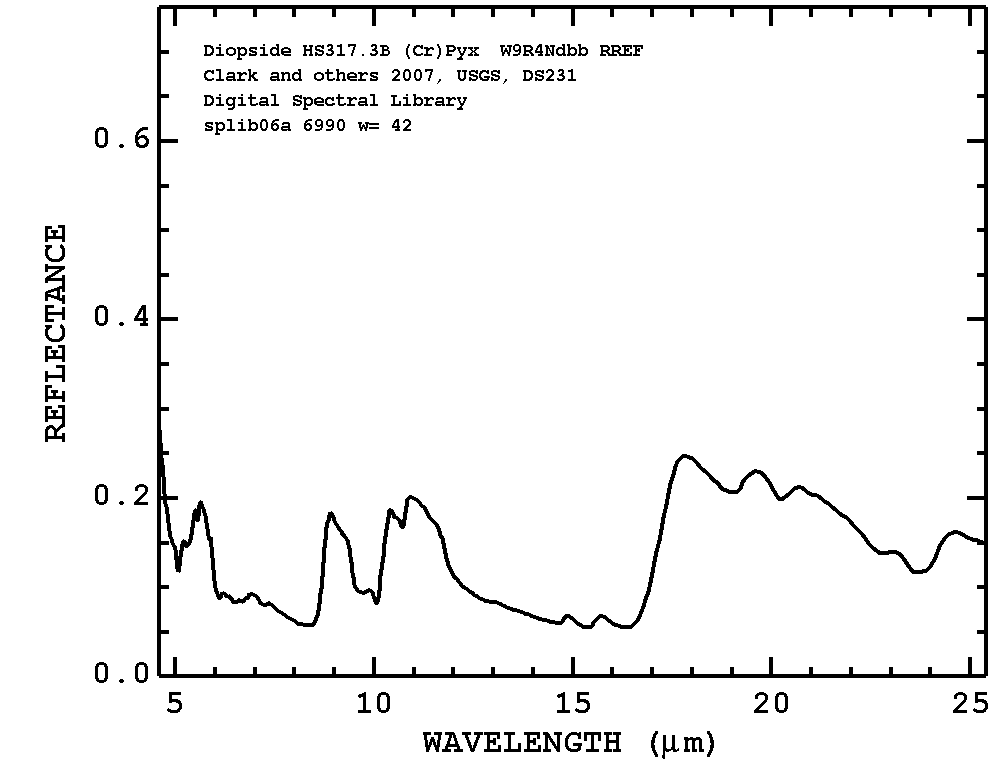 Diopside HS317.3B (Cr)Pyx W9R4Ndbb RREF
Clark and others 2007, USGS, DS231
Digital Spectral Library
splib06a 6990 w= 42
REFLECTANCE
0.6
0.4
0.2
0.0
5 10 15 20 25
WAVELENGTH (μm)